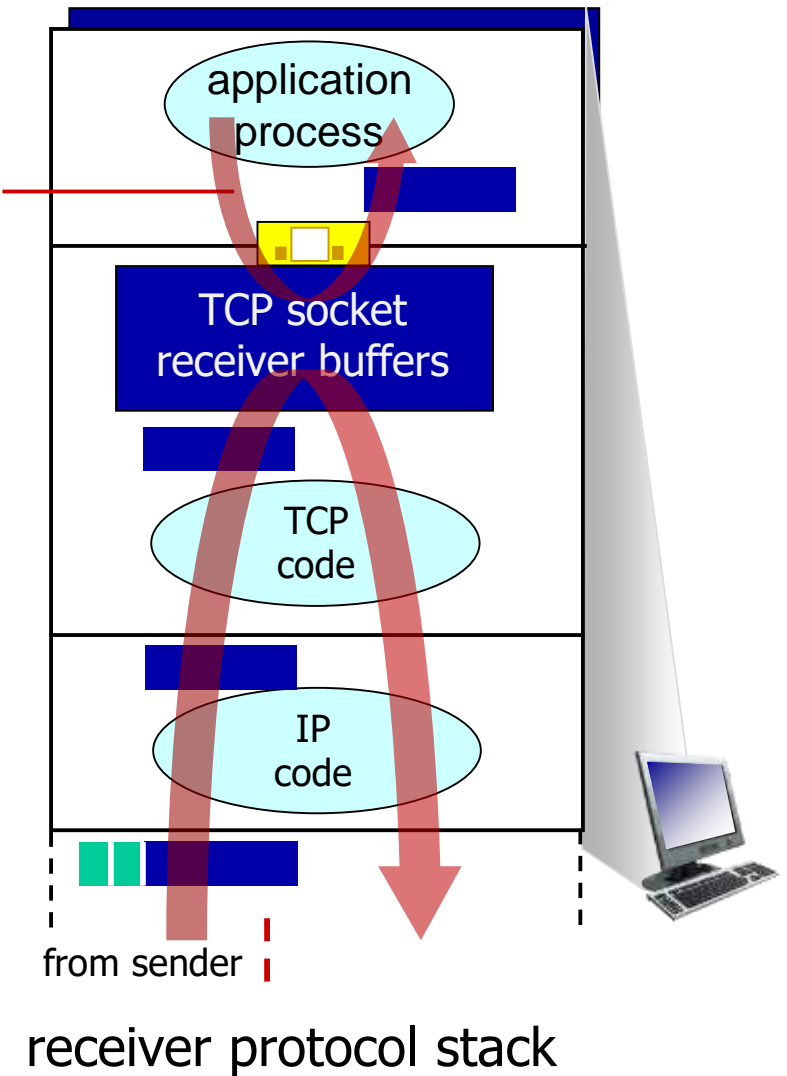 application
process
TCP socket
receiver buffers
TCP
code
IP
code
from sender
receiver protocol stack